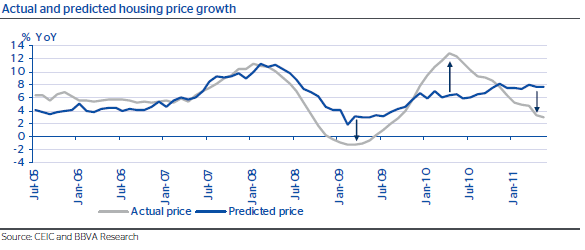 Actual and predicted housing price growth
% YoY
14
12
10
8
6
4
2
0
-2
-4
Jul-05
Jan-06
Jul-06
Jan-07
Jul-07
Jan-08
Jul-08
Jan-09
Jul-09
Jan-10
Jul-10
Jan-11
Actual price
Predicted price
Source: CEIC and BBVA Research